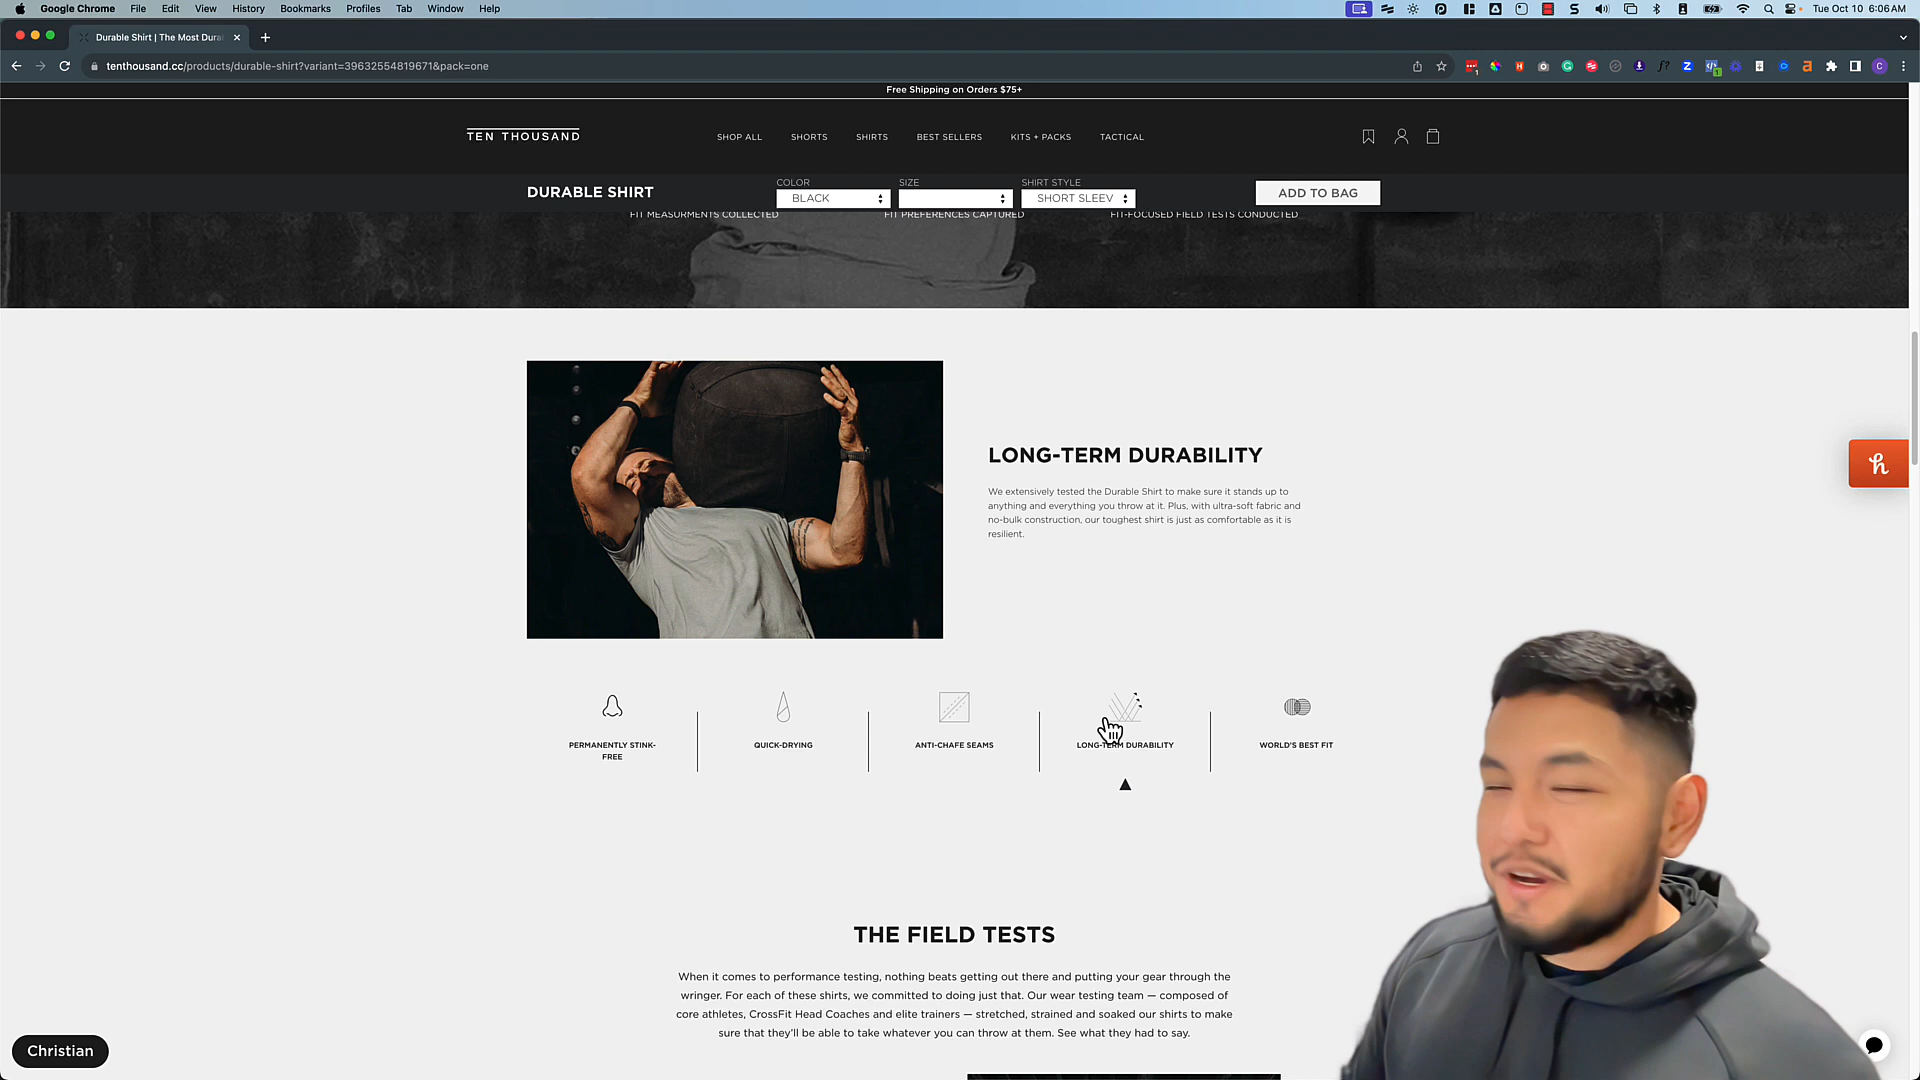 Google Chrome File Edit View History Bookmarks Profiles Tab Window Help
Tue Oct 10 6:06 AM
Durable Shirt | The Most Dura
tenthousand.cc/products/durable-shirt?variant=39632554819671&pack=one
Free Shipping on Orders $75+
TEN THOUSAND
SHOP ALL SHORTS SHIRTS BEST SELLERS KITS + PACKS TACTICAL
COLOR SIZE SHIRT STYLE
DURABLE SHIRT
BLACK SHORT SLEEV
ADD TO BAG
FIT MEASURMENTS COLLECTED FIT PREFERENCES CAPTURED FIT-FOCUSED FIELD TESTS CONDUCTED
LONG-TERM DURABILITY
We extensively tested the Durable Shirt to make sure it stands up to
anything and everything you throw at it. Plus, with ultra-soft fabric and
no-bulk construction, our toughest shirt is just as comfortable as it is
resilient.
PERMANENTLY STINK-
FREE
QUICK-DRYING
ANTI-CHAFE SEAMS
LONG-TERM DURABILITY
WORLD'S BEST FIT
THE FIELD TESTS
When it comes to performance testing, nothing beats getting out there and putting your gear through the
wringer. For each of these shirts, we committed to doing just that. Our wear testing team — composed of
core athletes, CrossFit Head Coaches and elite trainers — stretched, strained and soaked our shirts to make
sure that they'll be able to take whatever you can throw at them. See what they had to say.
Christian